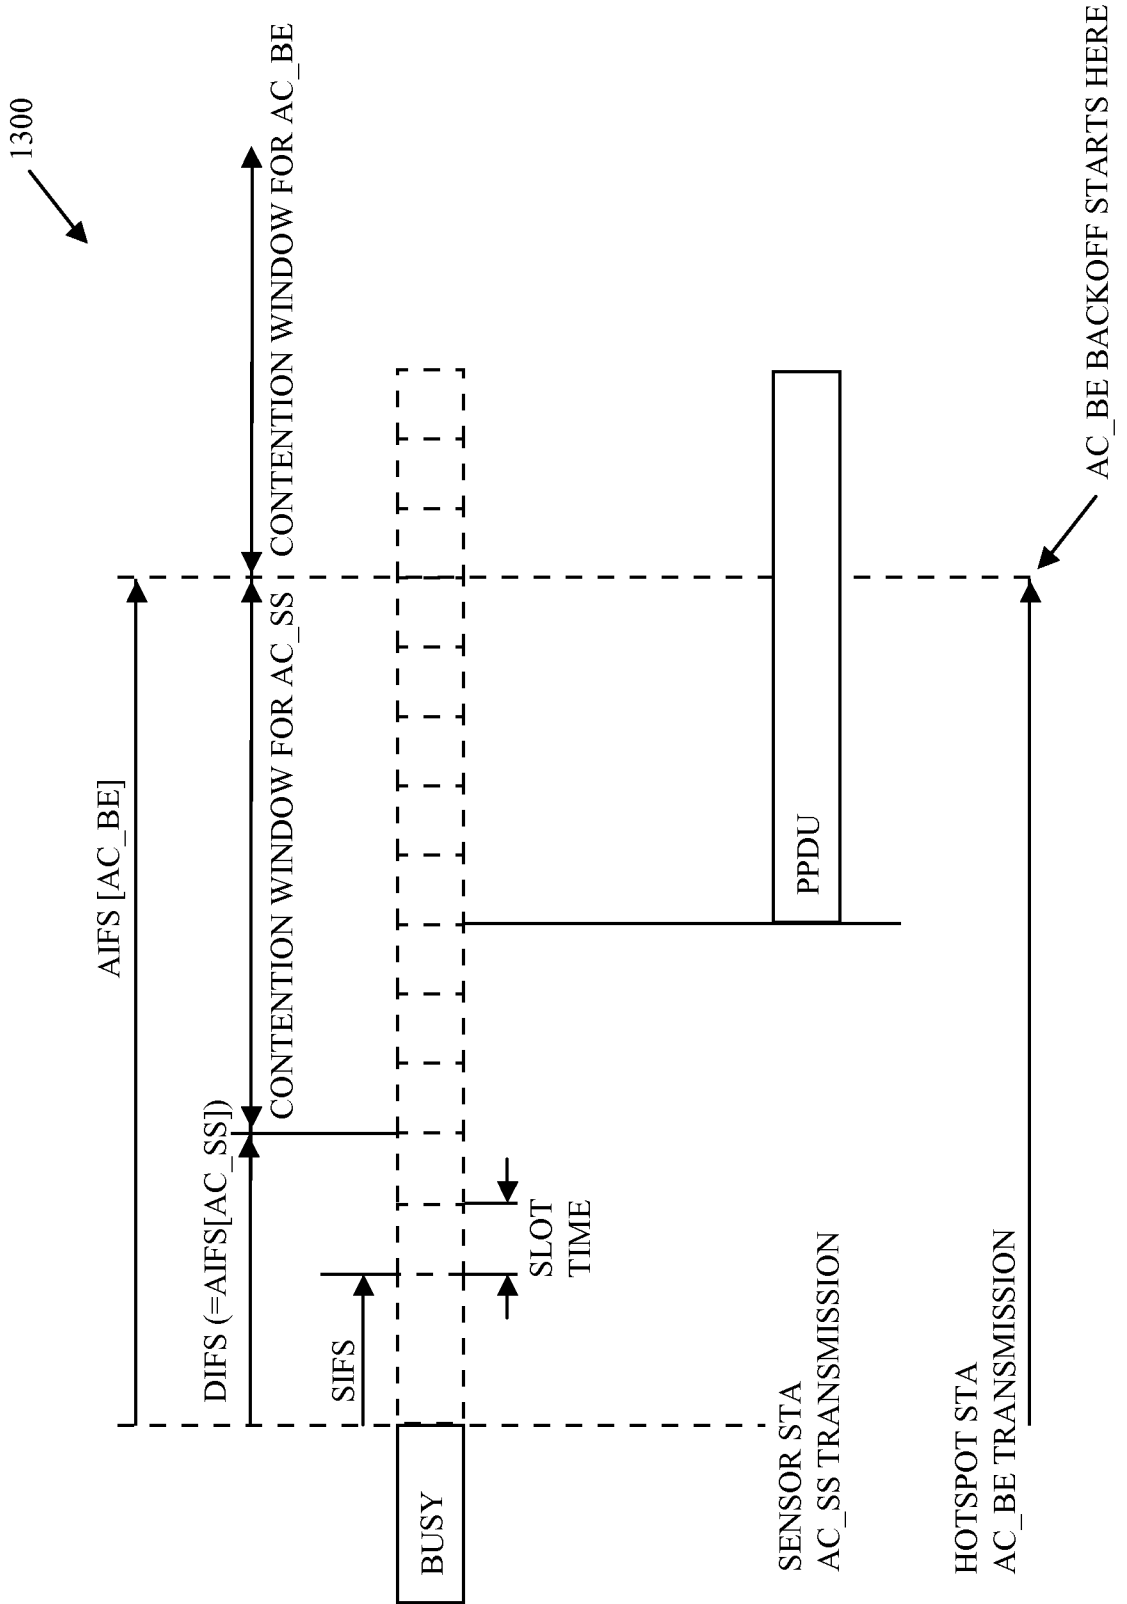 1300
AIFS [AC_BE]
DIFS (=AIFS[AC_SS])
CONTENTION WINDOW FOR AC_SS
CONTENTION WINDOW FOR AC_BE
SIFS
BUSY
SLOT
TIME
SENSOR STA
AC_SS TRANSMISSION
PPDU
HOTSPOT STA
AC_BE TRANSMISSION
AC_BE BACKOFF STARTS HERE